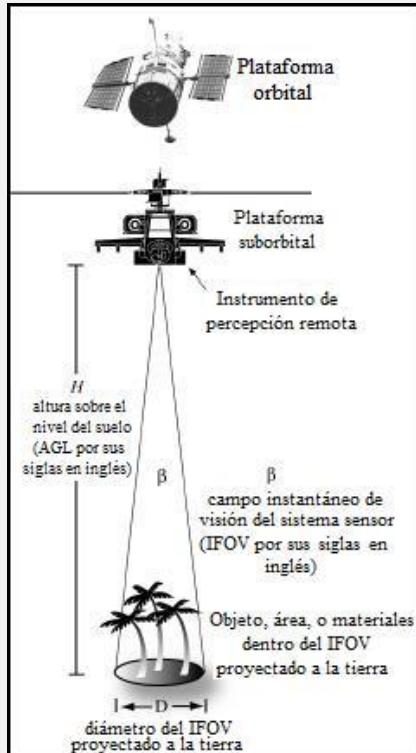 Plataforma
orbital
Plataforma
suborbital
Instrumento de
percepción remota
H
altura sobre el
nivel del suelo
(AGL por sus
siglas en inglés)
β
β
campo instantáneo de
visión del sistema sensor
(IFOV por sus siglas en
inglés)
Objeto, área, o materiales
dentro del IFOV
proyectado a la tierra
D
diámetro del IFOV
proyectado a la tierra